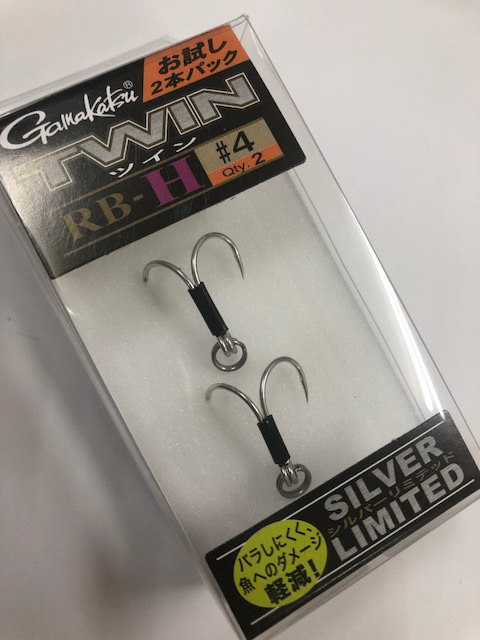 お試し
2本パック
Gamakatsu®
TWIN
ツイン
RB-H
#4
Qty. 2
SILVER
シルバーリミテッド
LIMITED
バラしにくく、
魚へのダメージ
軽減!